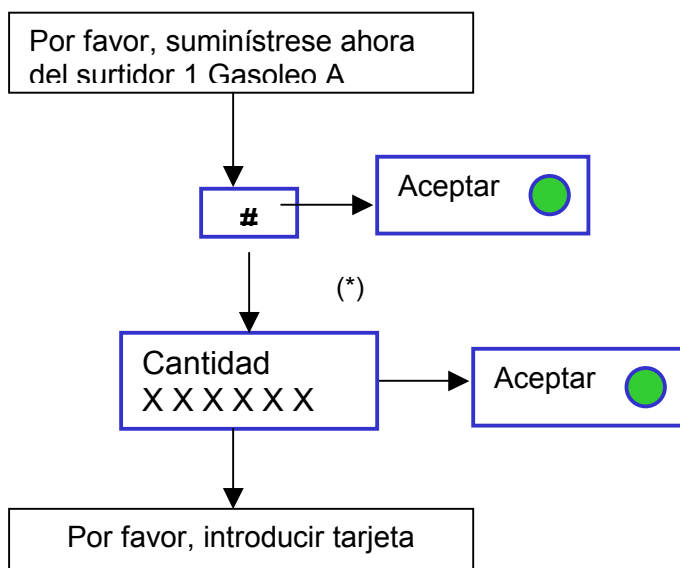 Por favor, suminístrese ahora
del surtidor 1 Gasoleo A
#
Aceptar
(*)
Cantidad
X X X X X X
Aceptar
Por favor, introducir tarjeta